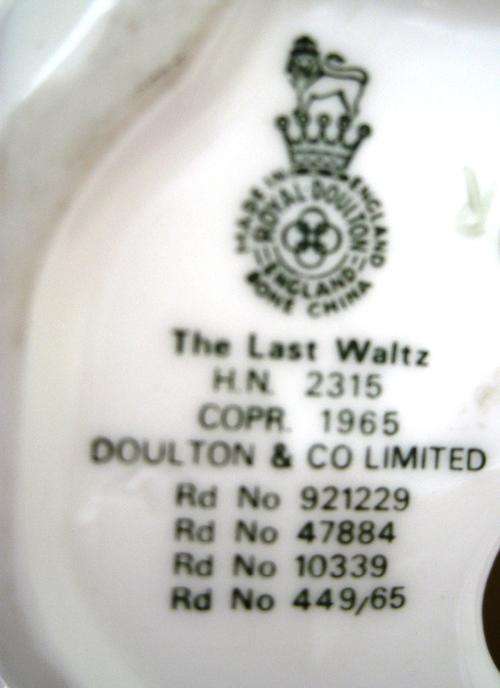 MADE IN ENGLAND
ROYAL DOULTON
ENGLAND
BONE CHINA
The Last Waltz
H.N. 2315
COPR. 1965
DOULTON & CO LIMITED
Rd No 921229
Rd No 47884
Rd No 10339
Rd No 449/65